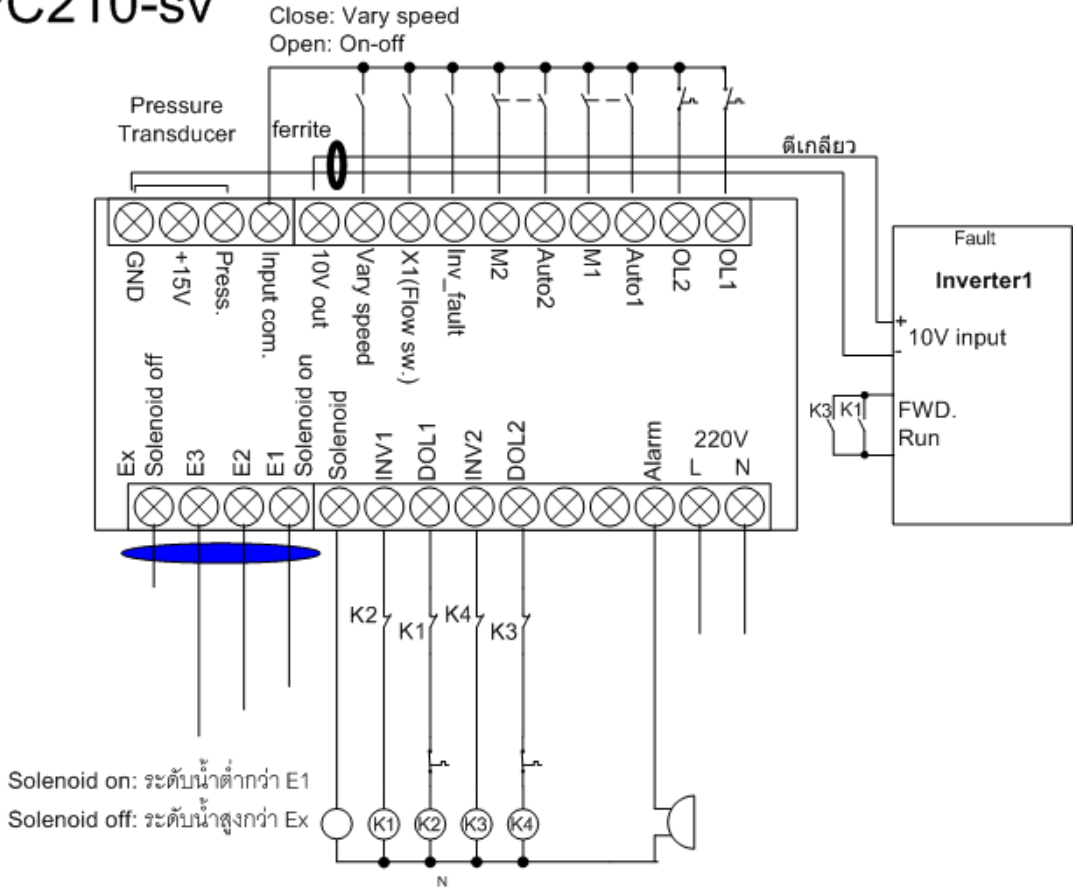 C210-sv
Close: Vary speed
Open: On-off
Pressure
Transducer
ferrite
ตีเกลียว
GND
+15V
Press.
Input com.
10V out
Vary speed
X1(Flow sw.)
Inv_fault
M2
Auto2
M1
Auto1
OL2
OL1
Fault
Inverter1
+
10V input
-
K3
K1
FWD.
Run
Ex
Solenoid off
E3
E2
E1
Solenoid on
Solenoid
INV1
DOL1
INV2
DOL2
Alarm
220V
L
N
K2
K1
K4
K3
Solenoid on: ระดับน้ำต่ำกว่า E1
Solenoid off: ระดับน้ำสูงกว่า Ex
K1
K2
K3
K4
N